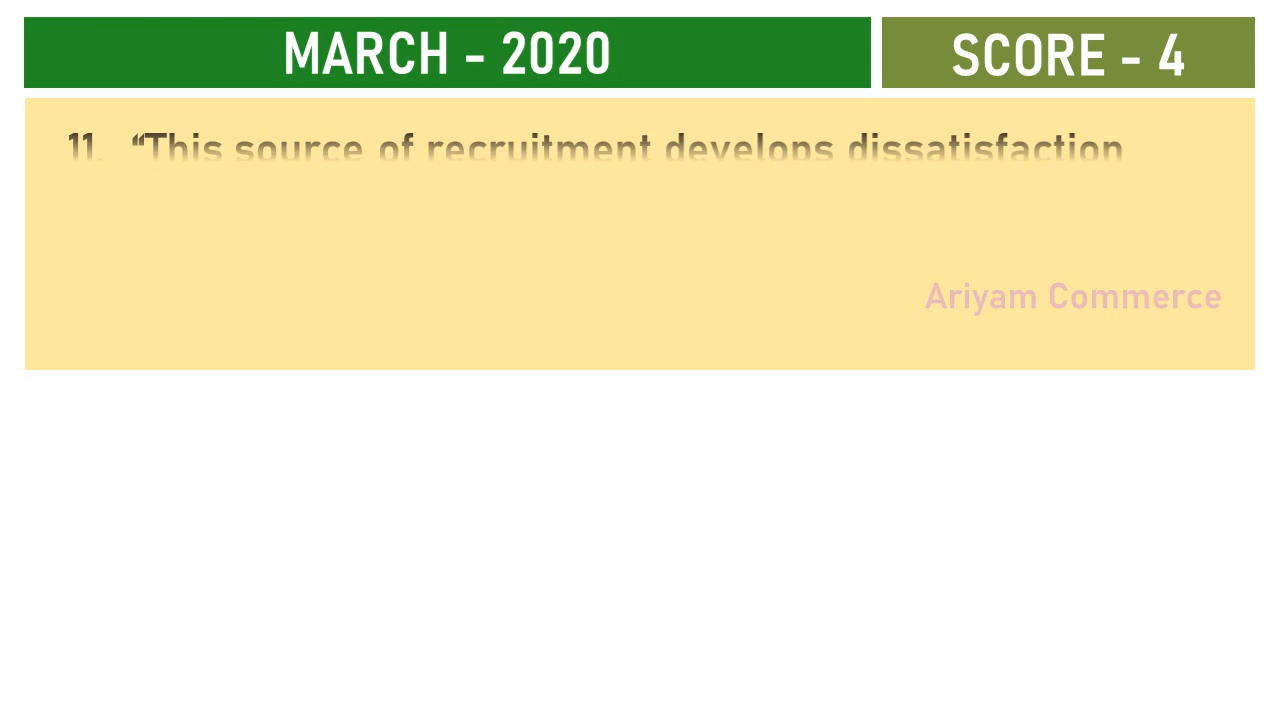 MARCH - 2020
SCORE - 4
11. “This source of recruitment develops dissatisfaction
Ariyam Commerce